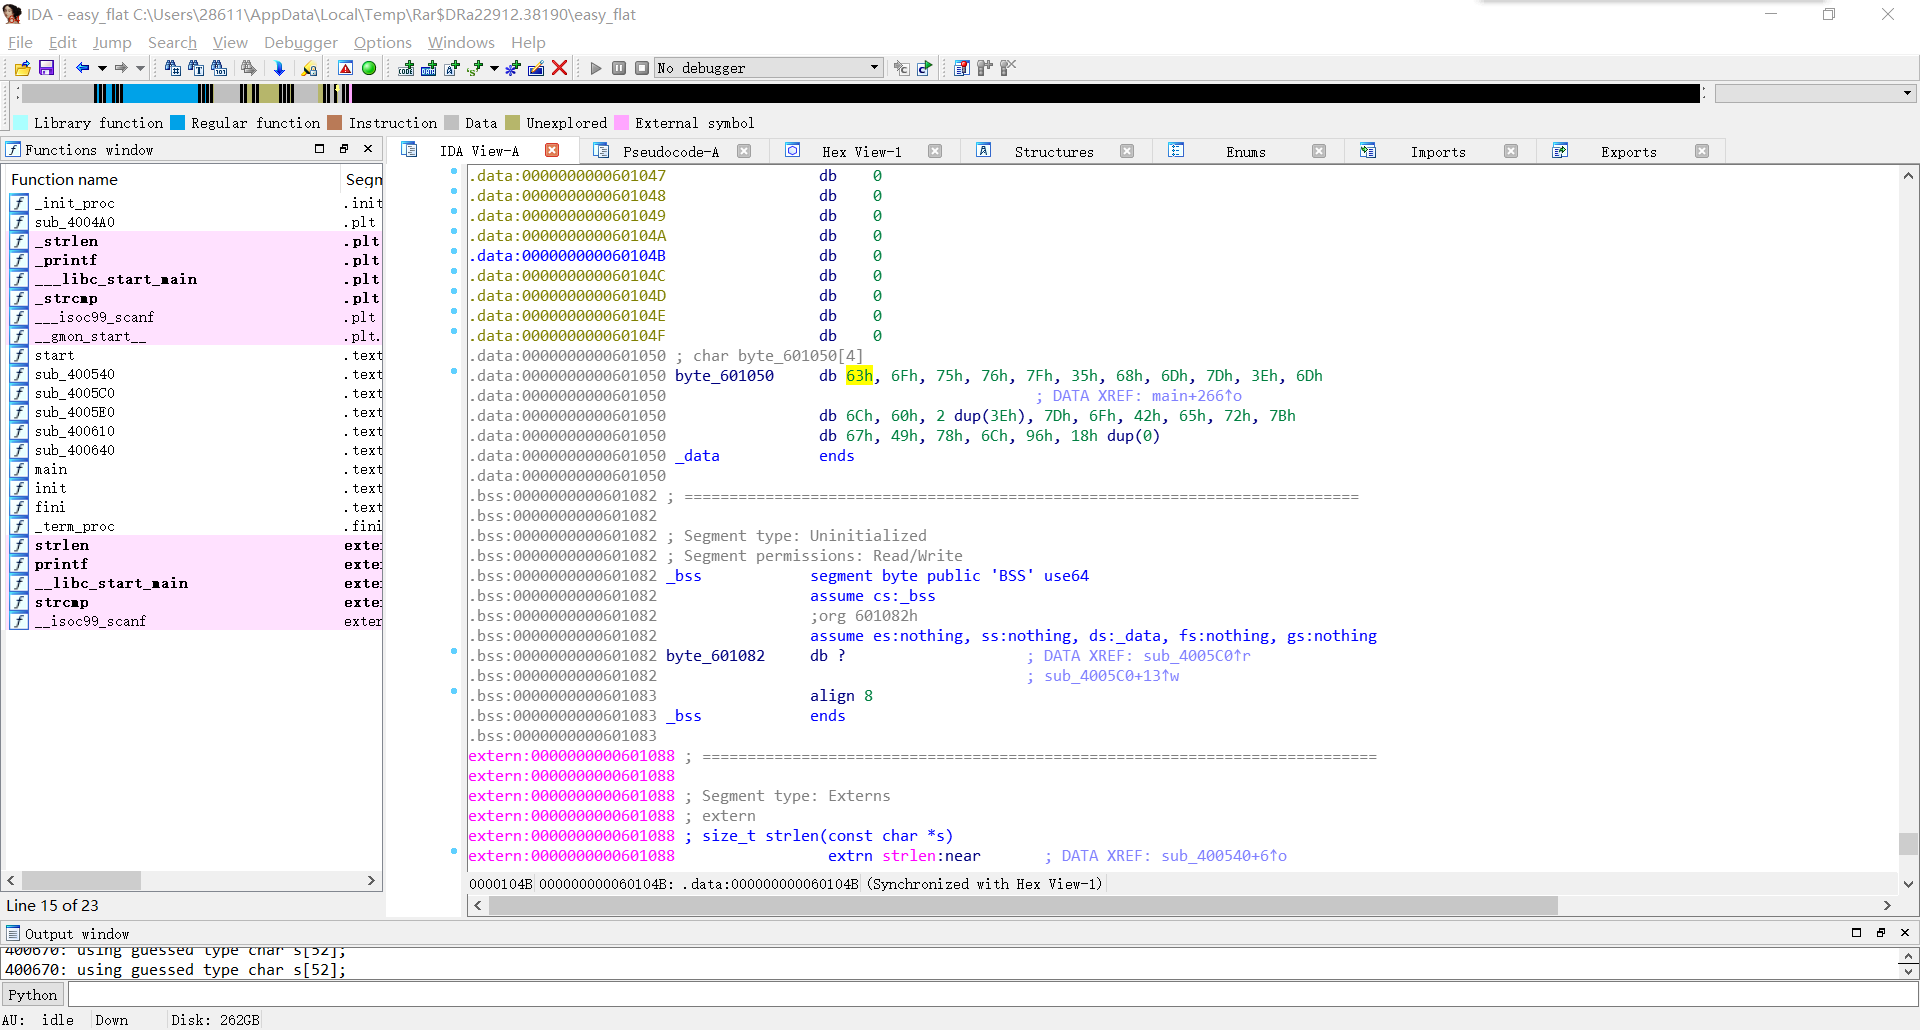 IDA - easy_flat C:\Users\28611\AppData\Local\Temp\Rar$DRa22912.38190\easy_flat
File Edit Jump Search View Debugger Options Windows Help
No debugger
Library function Regular function Instruction Data Unexplored External symbol
Functions window
Function name Segm
_init_proc .init
sub_4004A0 .plt
_strlen .plt
_printf .plt
___libc_start_main .plt
_strcmp .plt
___isoc99_scanf .plt
__gmon_start__ .plt.
start .text
sub_400540 .text
sub_4005C0 .text
sub_4005E0 .text
sub_400610 .text
sub_400640 .text
main .text
init .text
fini .text
_term_proc .fini
strlen exter
printf exter
__libc_start_main exter
strcmp exter
__isoc99_scanf exter
Line 15 of 23
IDA View-A Pseudocode-A Hex View-1 Structures Enums Imports Exports
.data:0000000000601047 db 0
.data:0000000000601048 db 0
.data:0000000000601049 db 0
.data:000000000060104A db 0
.data:000000000060104B db 0
.data:000000000060104C db 0
.data:000000000060104D db 0
.data:000000000060104E db 0
.data:000000000060104F db 0
.data:0000000000601050 ; char byte_601050[4]
.data:0000000000601050 byte_601050 db 63h, 6Fh, 75h, 76h, 7Fh, 35h, 68h, 6Dh, 7Dh, 3Eh, 6Dh
.data:0000000000601050 ; DATA XREF: main+266↑o
.data:0000000000601050 db 6Ch, 60h, 2 dup(3Eh), 7Dh, 6Fh, 42h, 65h, 72h, 7Bh
.data:0000000000601050 db 67h, 49h, 78h, 6Ch, 96h, 18h dup(0)
.data:0000000000601050 _data ends
.data:0000000000601050
.bss:0000000000601082 ; ===========================================================================
.bss:0000000000601082
.bss:0000000000601082 ; Segment type: Uninitialized
.bss:0000000000601082 ; Segment permissions: Read/Write
.bss:0000000000601082 _bss segment byte public 'BSS' use64
.bss:0000000000601082 assume cs:_bss
.bss:0000000000601082 ;org 601082h
.bss:0000000000601082 assume es:nothing, ss:nothing, ds:_data, fs:nothing, gs:nothing
.bss:0000000000601082 byte_601082 db ? ; DATA XREF: sub_4005C0↑r
.bss:0000000000601082 ; sub_4005C0+13↑w
.bss:0000000000601083 align 8
.bss:0000000000601083 _bss ends
.bss:0000000000601083
extern:0000000000601088 ; ===========================================================================
extern:0000000000601088
extern:0000000000601088 ; Segment type: Externs
extern:0000000000601088 ; extern
extern:0000000000601088 ; size_t strlen(const char *s)
extern:0000000000601088 extrn strlen:near ; DATA XREF: sub_400540+6↑o
0000104B 000000000060104B: .data:000000000060104B (Synchronized with Hex View-1)
Output window
400670: using guessed type char s[52];
400670: using guessed type char s[52];
Python
AU: idle Down Disk: 262GB